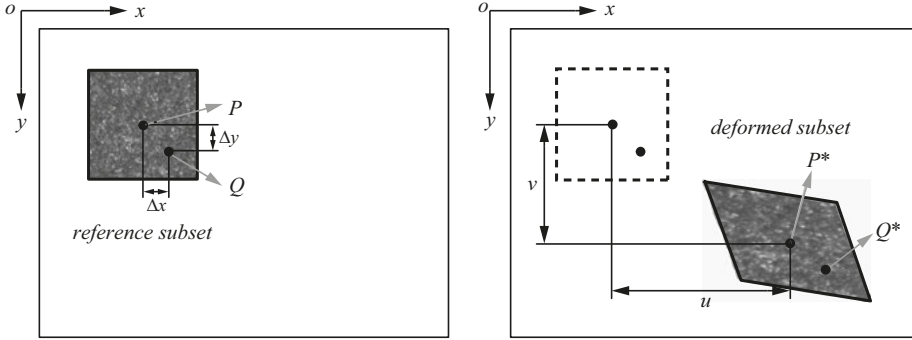 o
x
y
P
Δy
Q
Δx
reference subset
o
x
y
deformed subset
P*
v
Q*
u